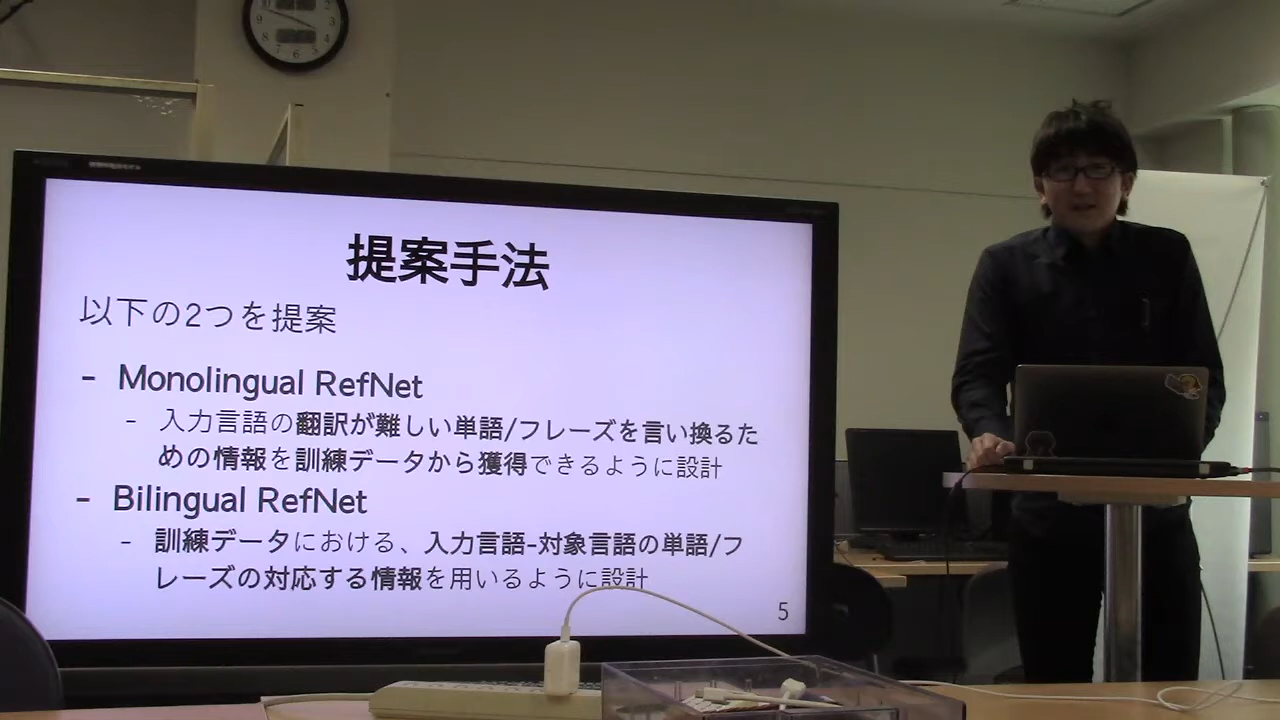 提案手法
以下の2つを提案
- Monolingual RefNet
- 入力言語の翻訳が難しい単語/フレーズを言い換るた
めの情報を訓練データから獲得できるように設計
- Bilingual RefNet
- 訓練データにおける、入力言語-対象言語の単語/フ
レーズの対応する情報を用いるように設計
5